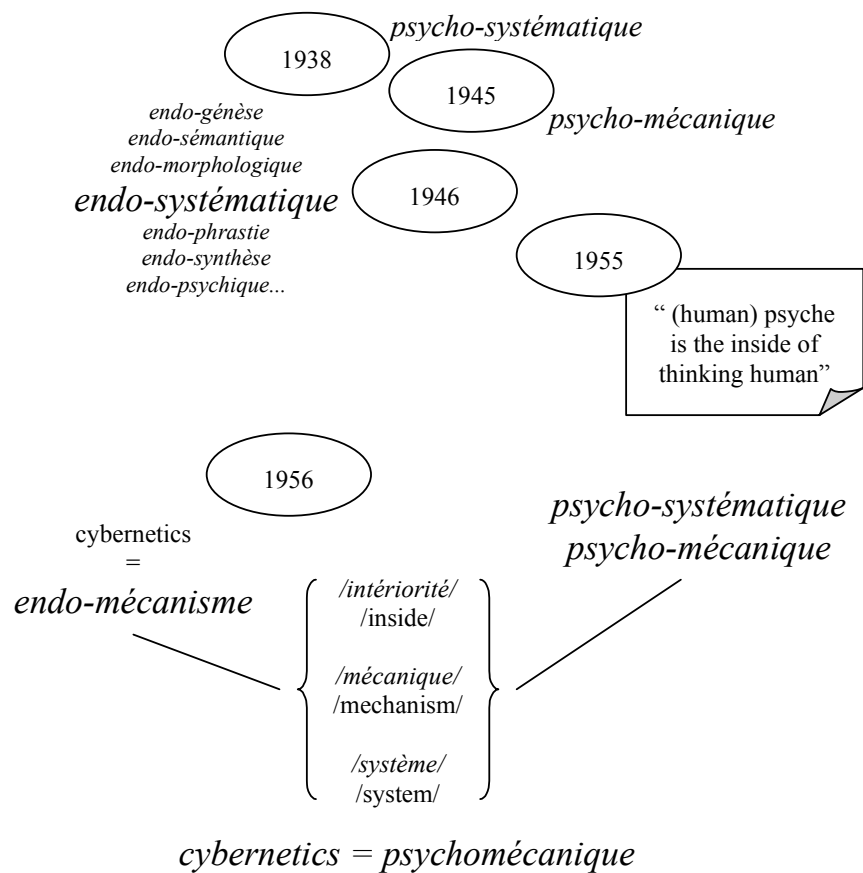 psycho-systématique
1938
1945
psycho-mécanique
endo-génèse
endo-sémantique
endo-morphologique
endo-systématique
endo-phrastie
endo-synthèse
endo-psychique...
1946
1955
“ (human) psyche
is the inside of
thinking human”
1956
cybernetics
=
endo-mécanisme
/intériorité/
/inside/
/mécanique/
/mechanism/
/système/
/system/
psycho-systématique
psycho-mécanique
cybernetics = psychomécanique